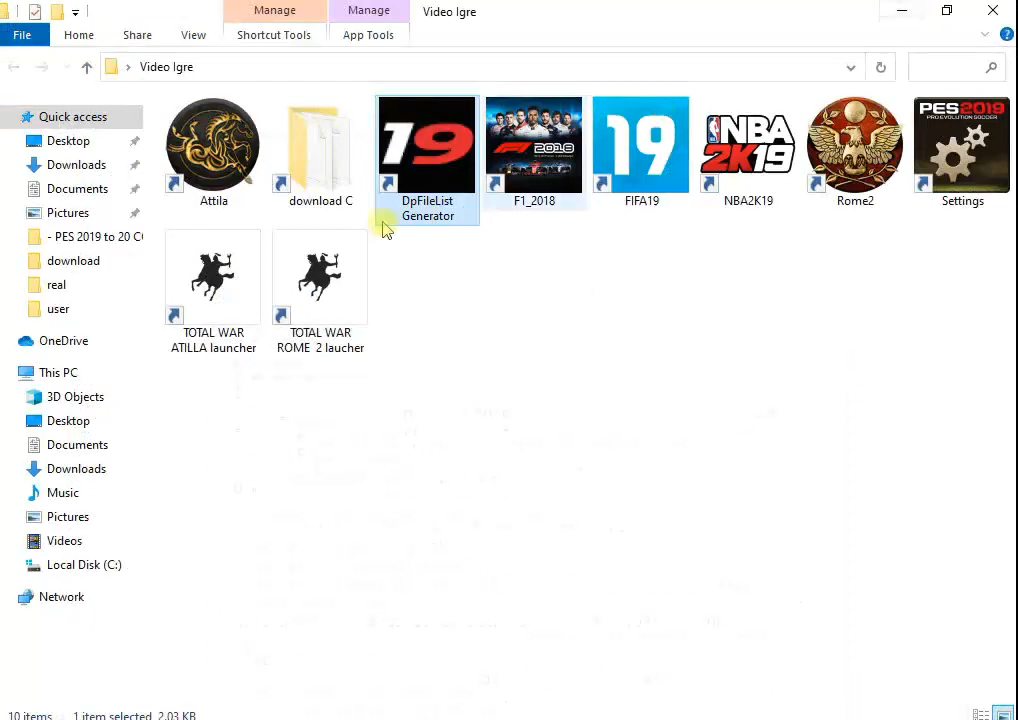 Manage
Manage
Video Igre
File
Home
Share
View
Shortcut Tools
App Tools
Video Igre
Quick access
Desktop
Downloads
Documents
Pictures
- PES 2019 to 20 C
download
real
user
OneDrive
This PC
3D Objects
Desktop
Documents
Downloads
Music
Pictures
Videos
Local Disk (C:)
Network
Attila
download C
19
DpFileList
Generator
F1 2018
F1_2018
19
FIFA19
NBA
2K19
NBA2K19
Rome2
PES2019
PRO EVOLUTION SOCCER
Settings
TOTAL WAR
ATILLA launcher
TOTAL WAR
ROME 2 laucher
10 items
1 item selected 2,03 KB